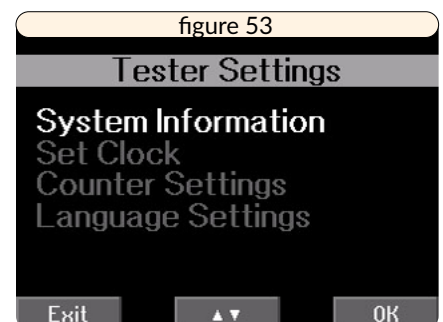 figure 53
Tester Settings
System Information
Set Clock
Counter Settings
Language Settings
Exit ▲▼ OK